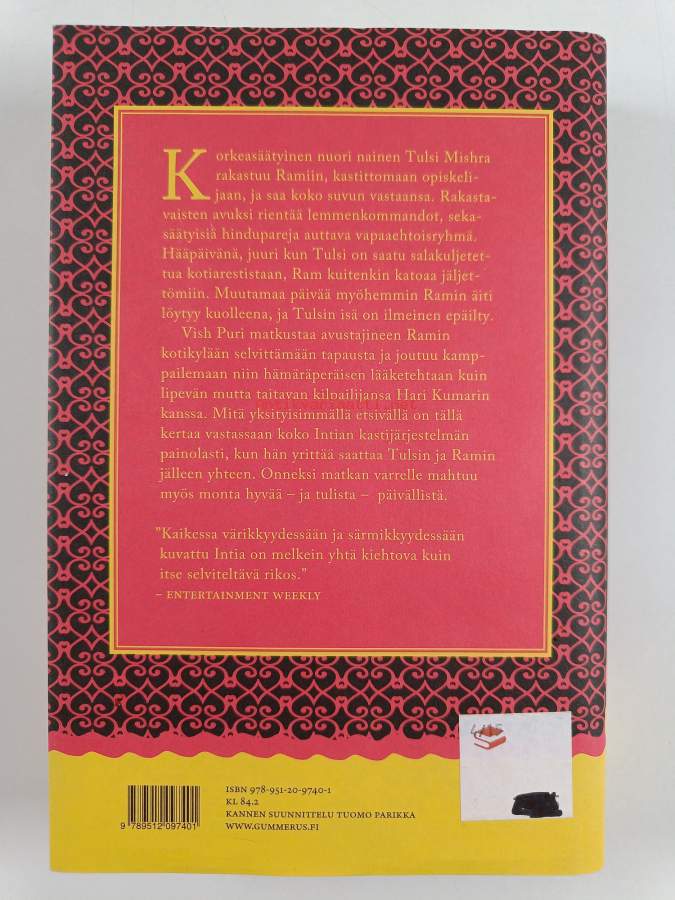 Korkeasäätyinen nuori nainen Tulsi Mishra
rakastuu Ramiin, kastittomaan opiskeli-
jaan, ja saa koko suvun vastaansa. Rakasta-
vaisten avuksi rientää lemmenkommandot, seka-
säätyisiä hindupareja auttava vapaaehtoisryhmä.
Hääpäivänä, juuri kun Tulsi on saatu salakuljetet-
tua kotiarestistaan, Ram kuitenkin katoaa jäljet-
tömiin. Muutamaa päivää myöhemmin Ramin äiti
löytyy kuolleena, ja Tulsin isä on ilmeinen epäilty.
Vish Puri matkustaa avustajineen Ramin
kotikylään selvittämään tapausta ja joutuu kamp-
pailemaan niin hämäräperäisen lääketehtaan kuin
lipevän mutta taitavan kilpailijansa Hari Kumarin
kanssa. Mitä yksityisimmällä etsivällä on tällä
kertaa vastassaan koko Intian kastijärjestelmän
painolasti, kun hän yrittää saattaa Tulsin ja Ramin
jälleen yhteen. Onneksi matkan varrelle mahtuu
myös monta hyvää – ja tulista – päivällistä.
"Kaikessa värikkyydessään ja särmikkyydessään
kuvattu Intia on melkein yhtä kiehtova kuin
itse selviteltävä rikos."
– ENTERTAINMENT WEEKLY
ISBN 978-951-20-9740-1
KL 84.2
KANNEN SUUNNITTELU TUOMO PARIKKA
WWW.GUMMERUS.FI
9 789512 097401